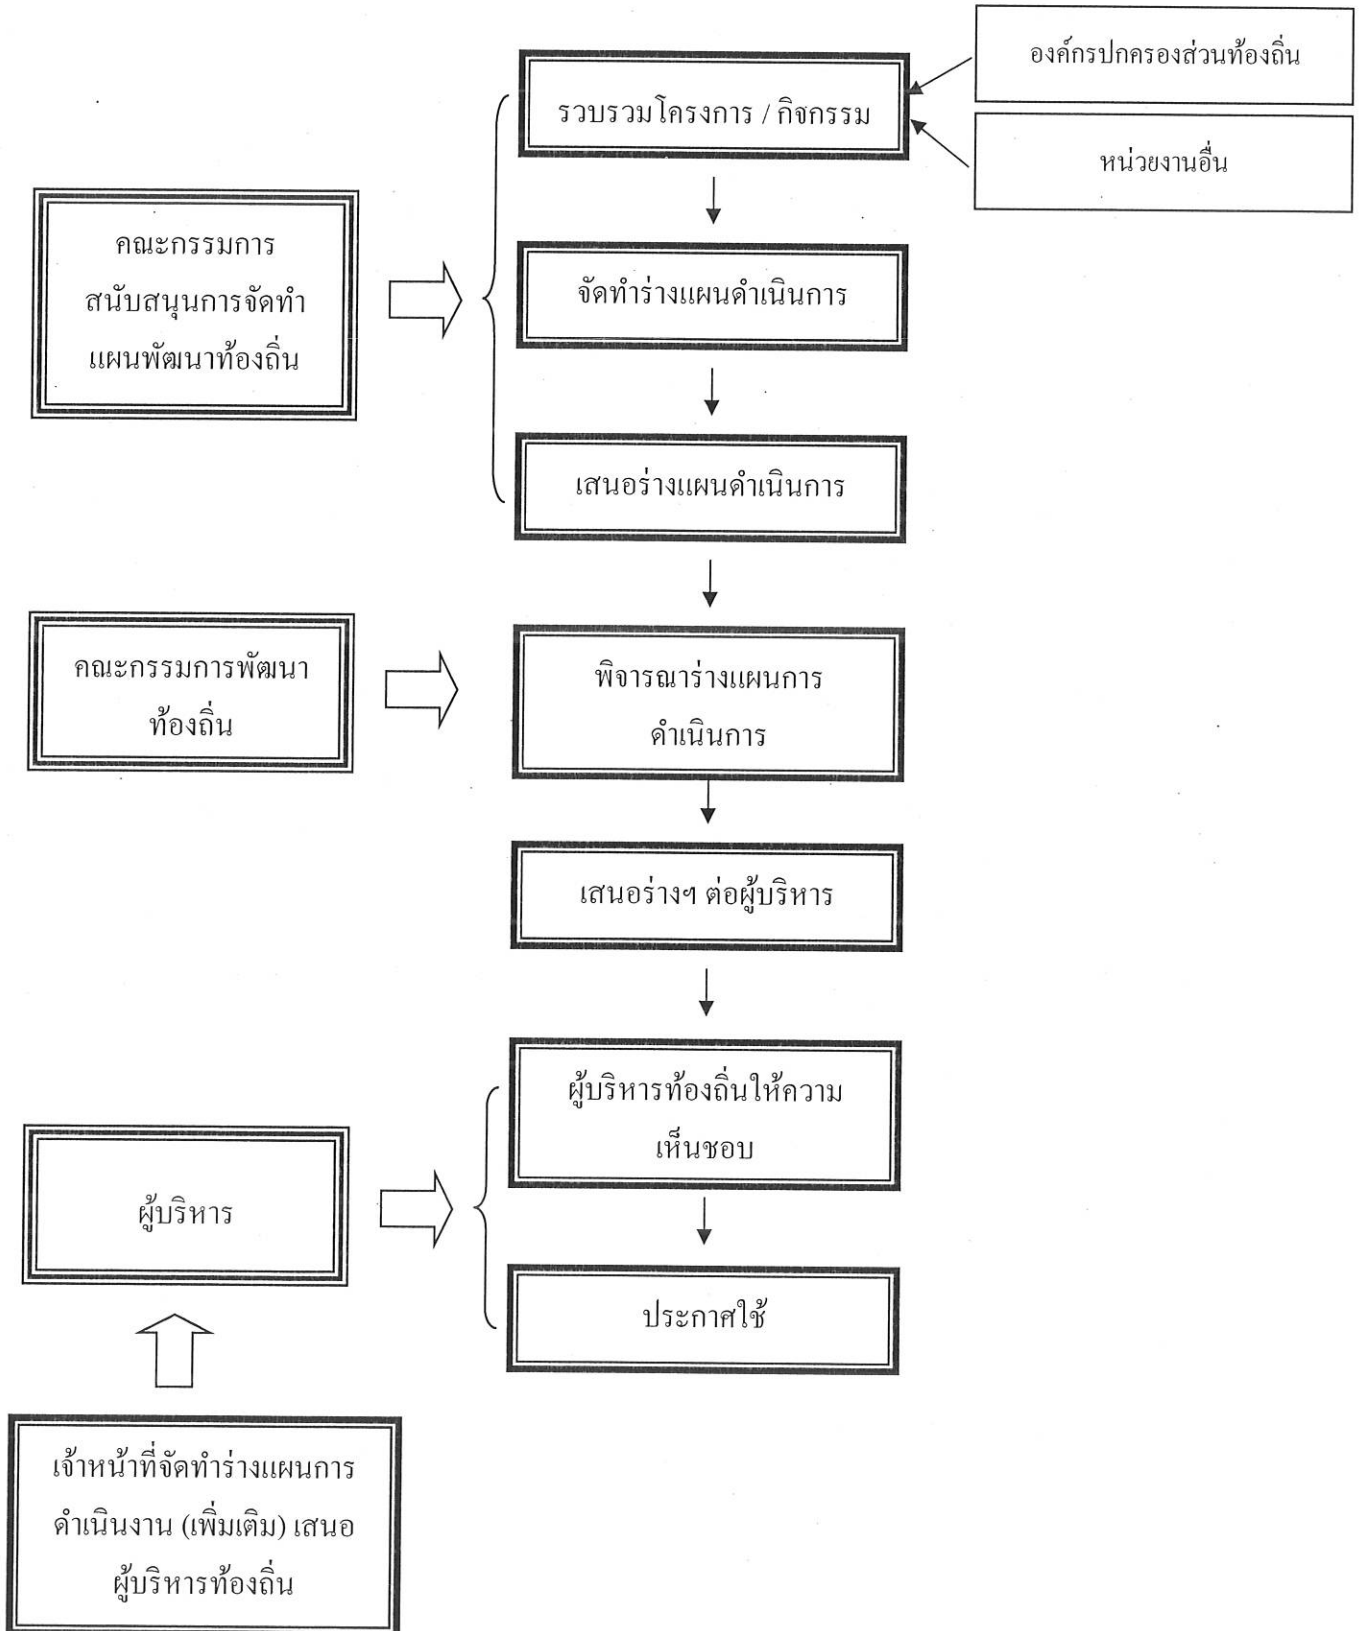 องค์กรปกครองส่วนท้องถิ่น
รวบรวมโครงการ / กิจกรรม
หน่วยงานอื่น
คณะกรรมการ
สนับสนุนการจัดทำ
แผนพัฒนาท้องถิ่น
จัดทำร่างแผนดำเนินการ
เสนอร่างแผนดำเนินการ
คณะกรรมการพัฒนา
ท้องถิ่น
พิจารณาร่างแผนการ
ดำเนินการ
เสนอร่างฯ ต่อผู้บริหาร
ผู้บริหารท้องถิ่นให้ความ
เห็นชอบ
ผู้บริหาร
ประกาศใช้
เจ้าหน้าที่จัดทำร่างแผนการ
ดำเนินงาน (เพิ่มเติม) เสนอ
ผู้บริหารท้องถิ่น